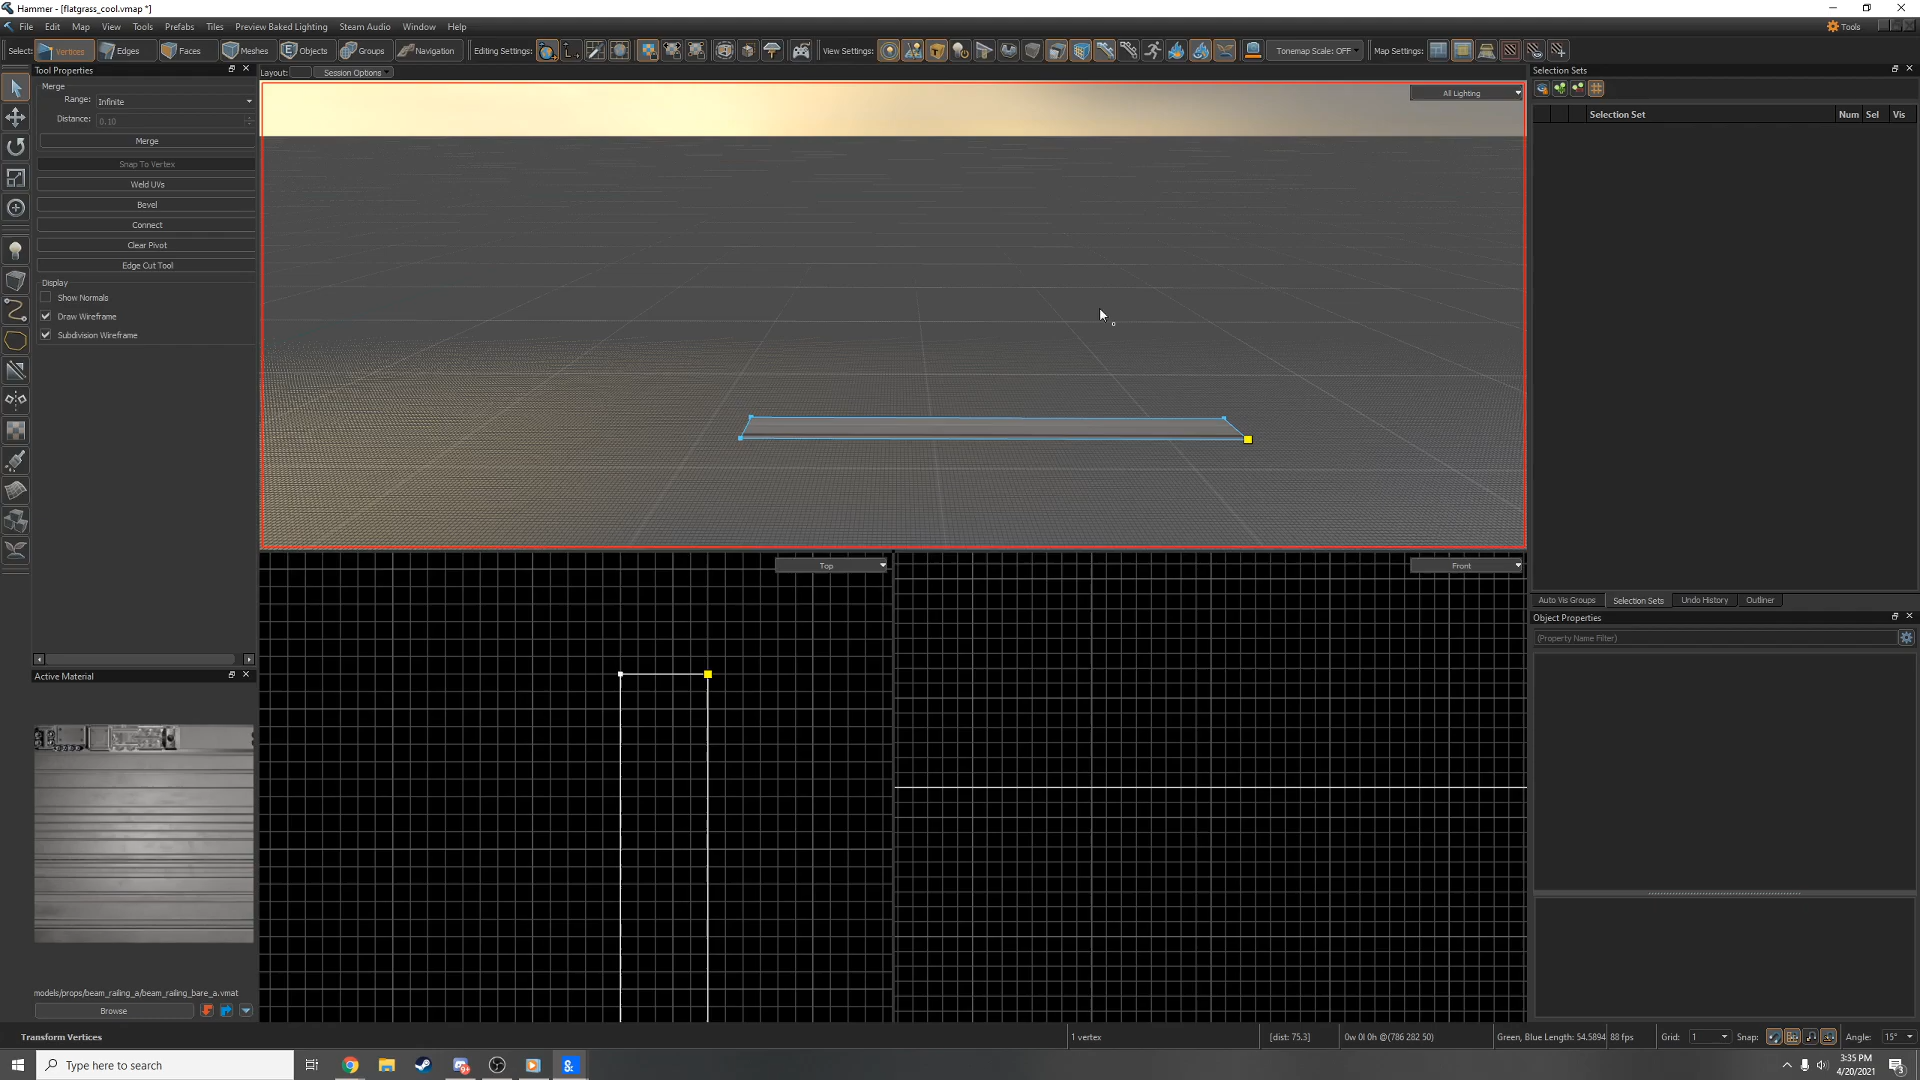 Hammer - [flatgrass_cool.vmap *]
File Edit Map View Tools Prefabs Tiles Preview Baked Lighting Steam Audio Window Help Tools
Select: Vertices Edges Faces Meshes Objects Groups Navigation Editing Settings: View Settings: Tonemap Scale: OFF Map Settings:
Tool Properties
Layout: Session Options
Selection Sets
Merge
Range: Infinite
Distance: 0.10
Merge
Snap To Vertex
Weld UVs
Bevel
Connect
Clear Pivot
Edge Cut Tool
Display
Show Normals
Draw Wireframe
Subdivision Wireframe
All Lighting
Selection Set Num Sel Vis
Top
Front
Auto Vis Groups Selection Sets Undo History Outliner
Object Properties
(Property Name Filter)
Active Material
models/props/beam_railing_a/beam_railing_bare_a.vmat
Browse
Transform Vertices 1 vertex [dist: 75.3] 0w 0l 0h @(786 282 50) Green, Blue Length: 54.5894 88 fps Grid: 1 Snap: Angle: 15°
Type here to search
3:35 PM
4/20/2021